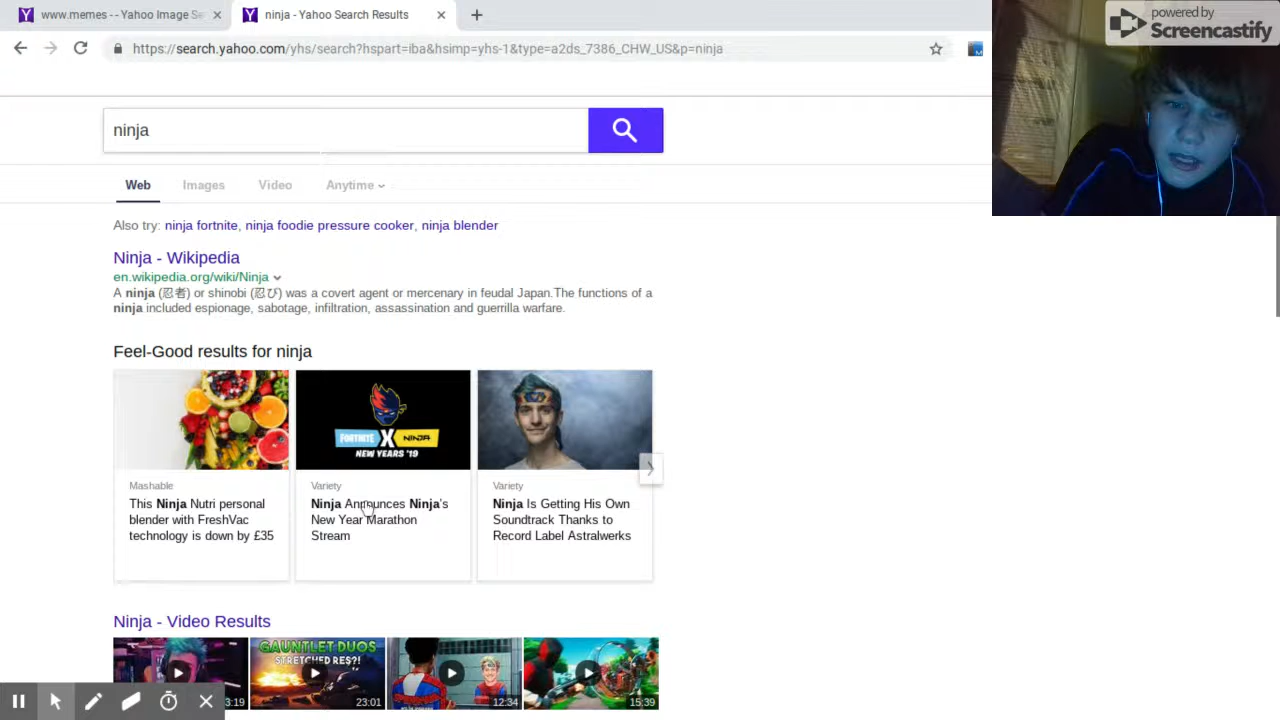 www.memes -- Yahoo Image Se
ninja - Yahoo Search Results
powered by
Screencastify
https://search.yahoo.com/yhs/search?hspart=iba&hsimp=yhs-1&type=a2ds_7386_CHW_US&p=ninja
ninja
Web Images Video Anytime
Also try: ninja fortnite, ninja foodie pressure cooker, ninja blender
Ninja - Wikipedia
en.wikipedia.org/wiki/Ninja
A ninja (忍者) or shinobi (忍び) was a covert agent or mercenary in feudal Japan.The functions of a
ninja included espionage, sabotage, infiltration, assassination and guerrilla warfare.
Feel-Good results for ninja
FORTNITE X NINJA
NEW YEARS '19
Mashable
This Ninja Nutri personal
blender with FreshVac
technology is down by £35
Variety
Ninja Announces Ninja's
New Year Marathon
Stream
Variety
Ninja Is Getting His Own
Soundtrack Thanks to
Record Label Astralwerks
Ninja - Video Results
GAUNTLET DUOS
STRETCHED RES?!
3:19
23:01
12:34
15:39